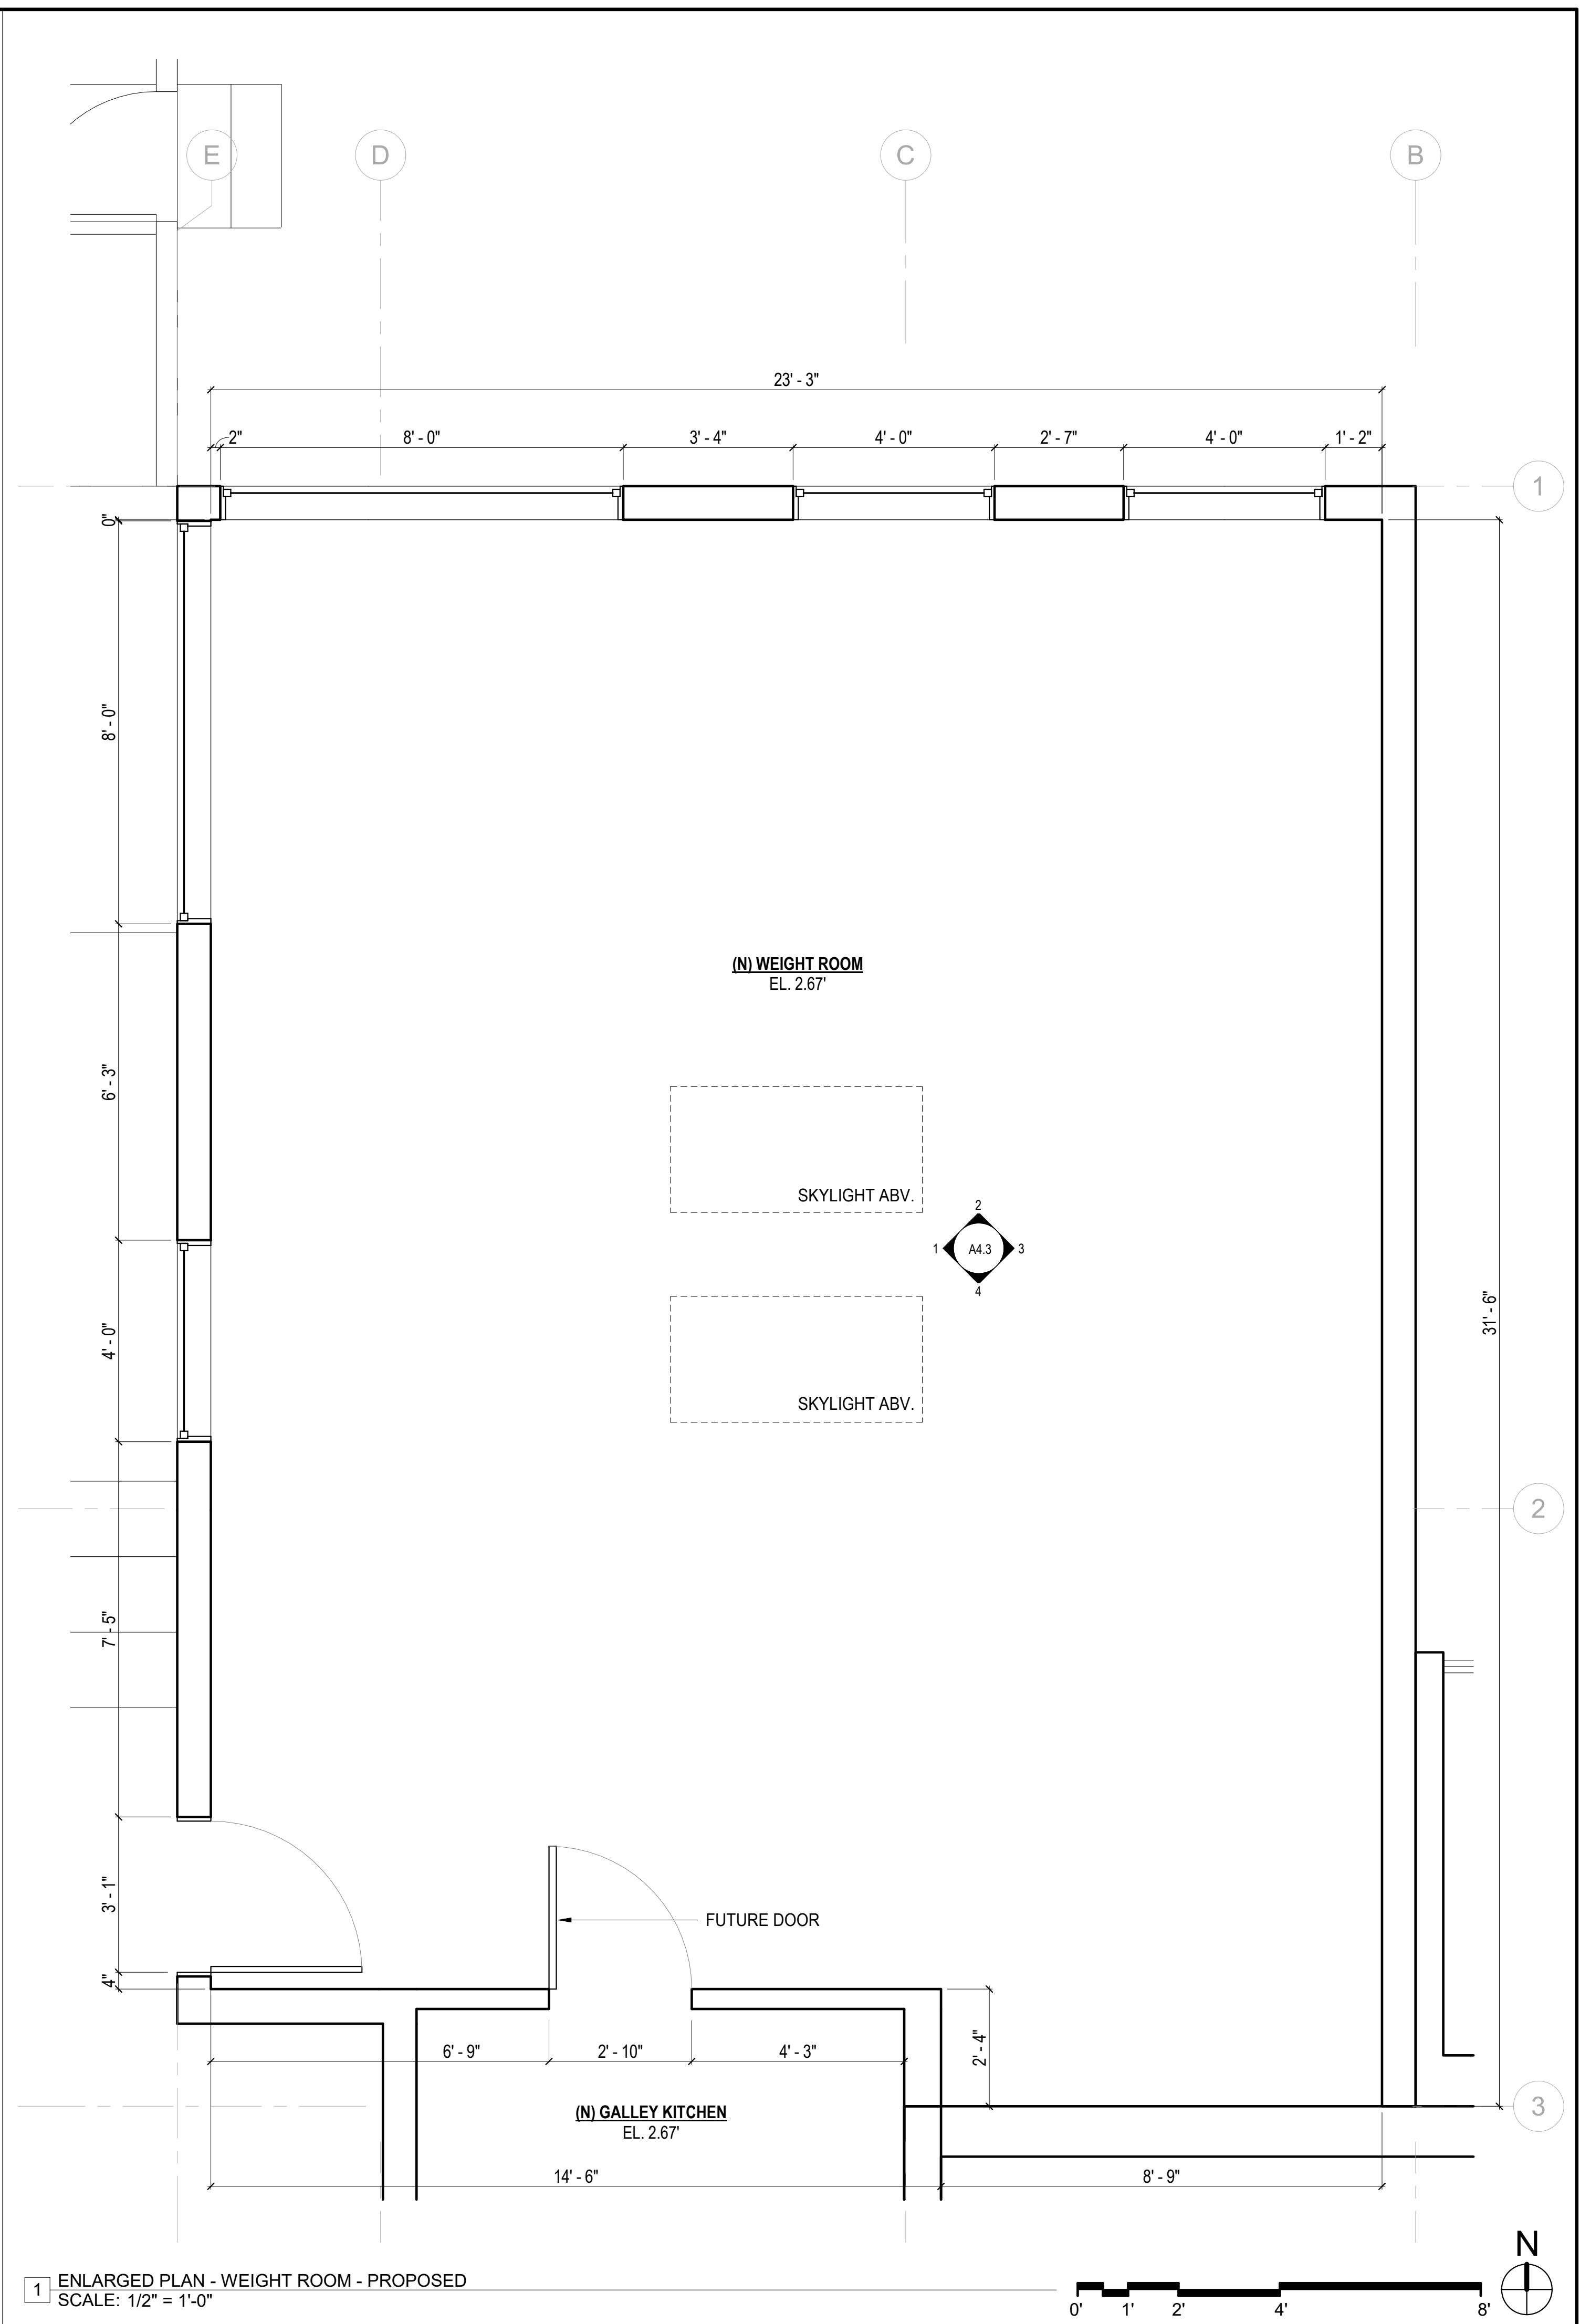 E
D
C
B
23' - 3"
2"
8' - 0"
3' - 4"
4' - 0"
2' - 7"
4' - 0"
1' - 2"
1
0"
8' - 0"
(N) WEIGHT ROOM
EL. 2.67'
6' - 3"
SKYLIGHT ABV.
2
1
A4.3
3
4
31' - 6"
4' - 0"
SKYLIGHT ABV.
2
7' - 5"
3' - 1"
FUTURE DOOR
4"
2' - 4"
6' - 9"
2' - 10"
4' - 3"
(N) GALLEY KITCHEN
EL. 2.67'
3
14' - 6"
8' - 9"
N
1
ENLARGED PLAN - WEIGHT ROOM - PROPOSED
SCALE: 1/2" = 1'-0"
0' 1' 2' 4' 8'